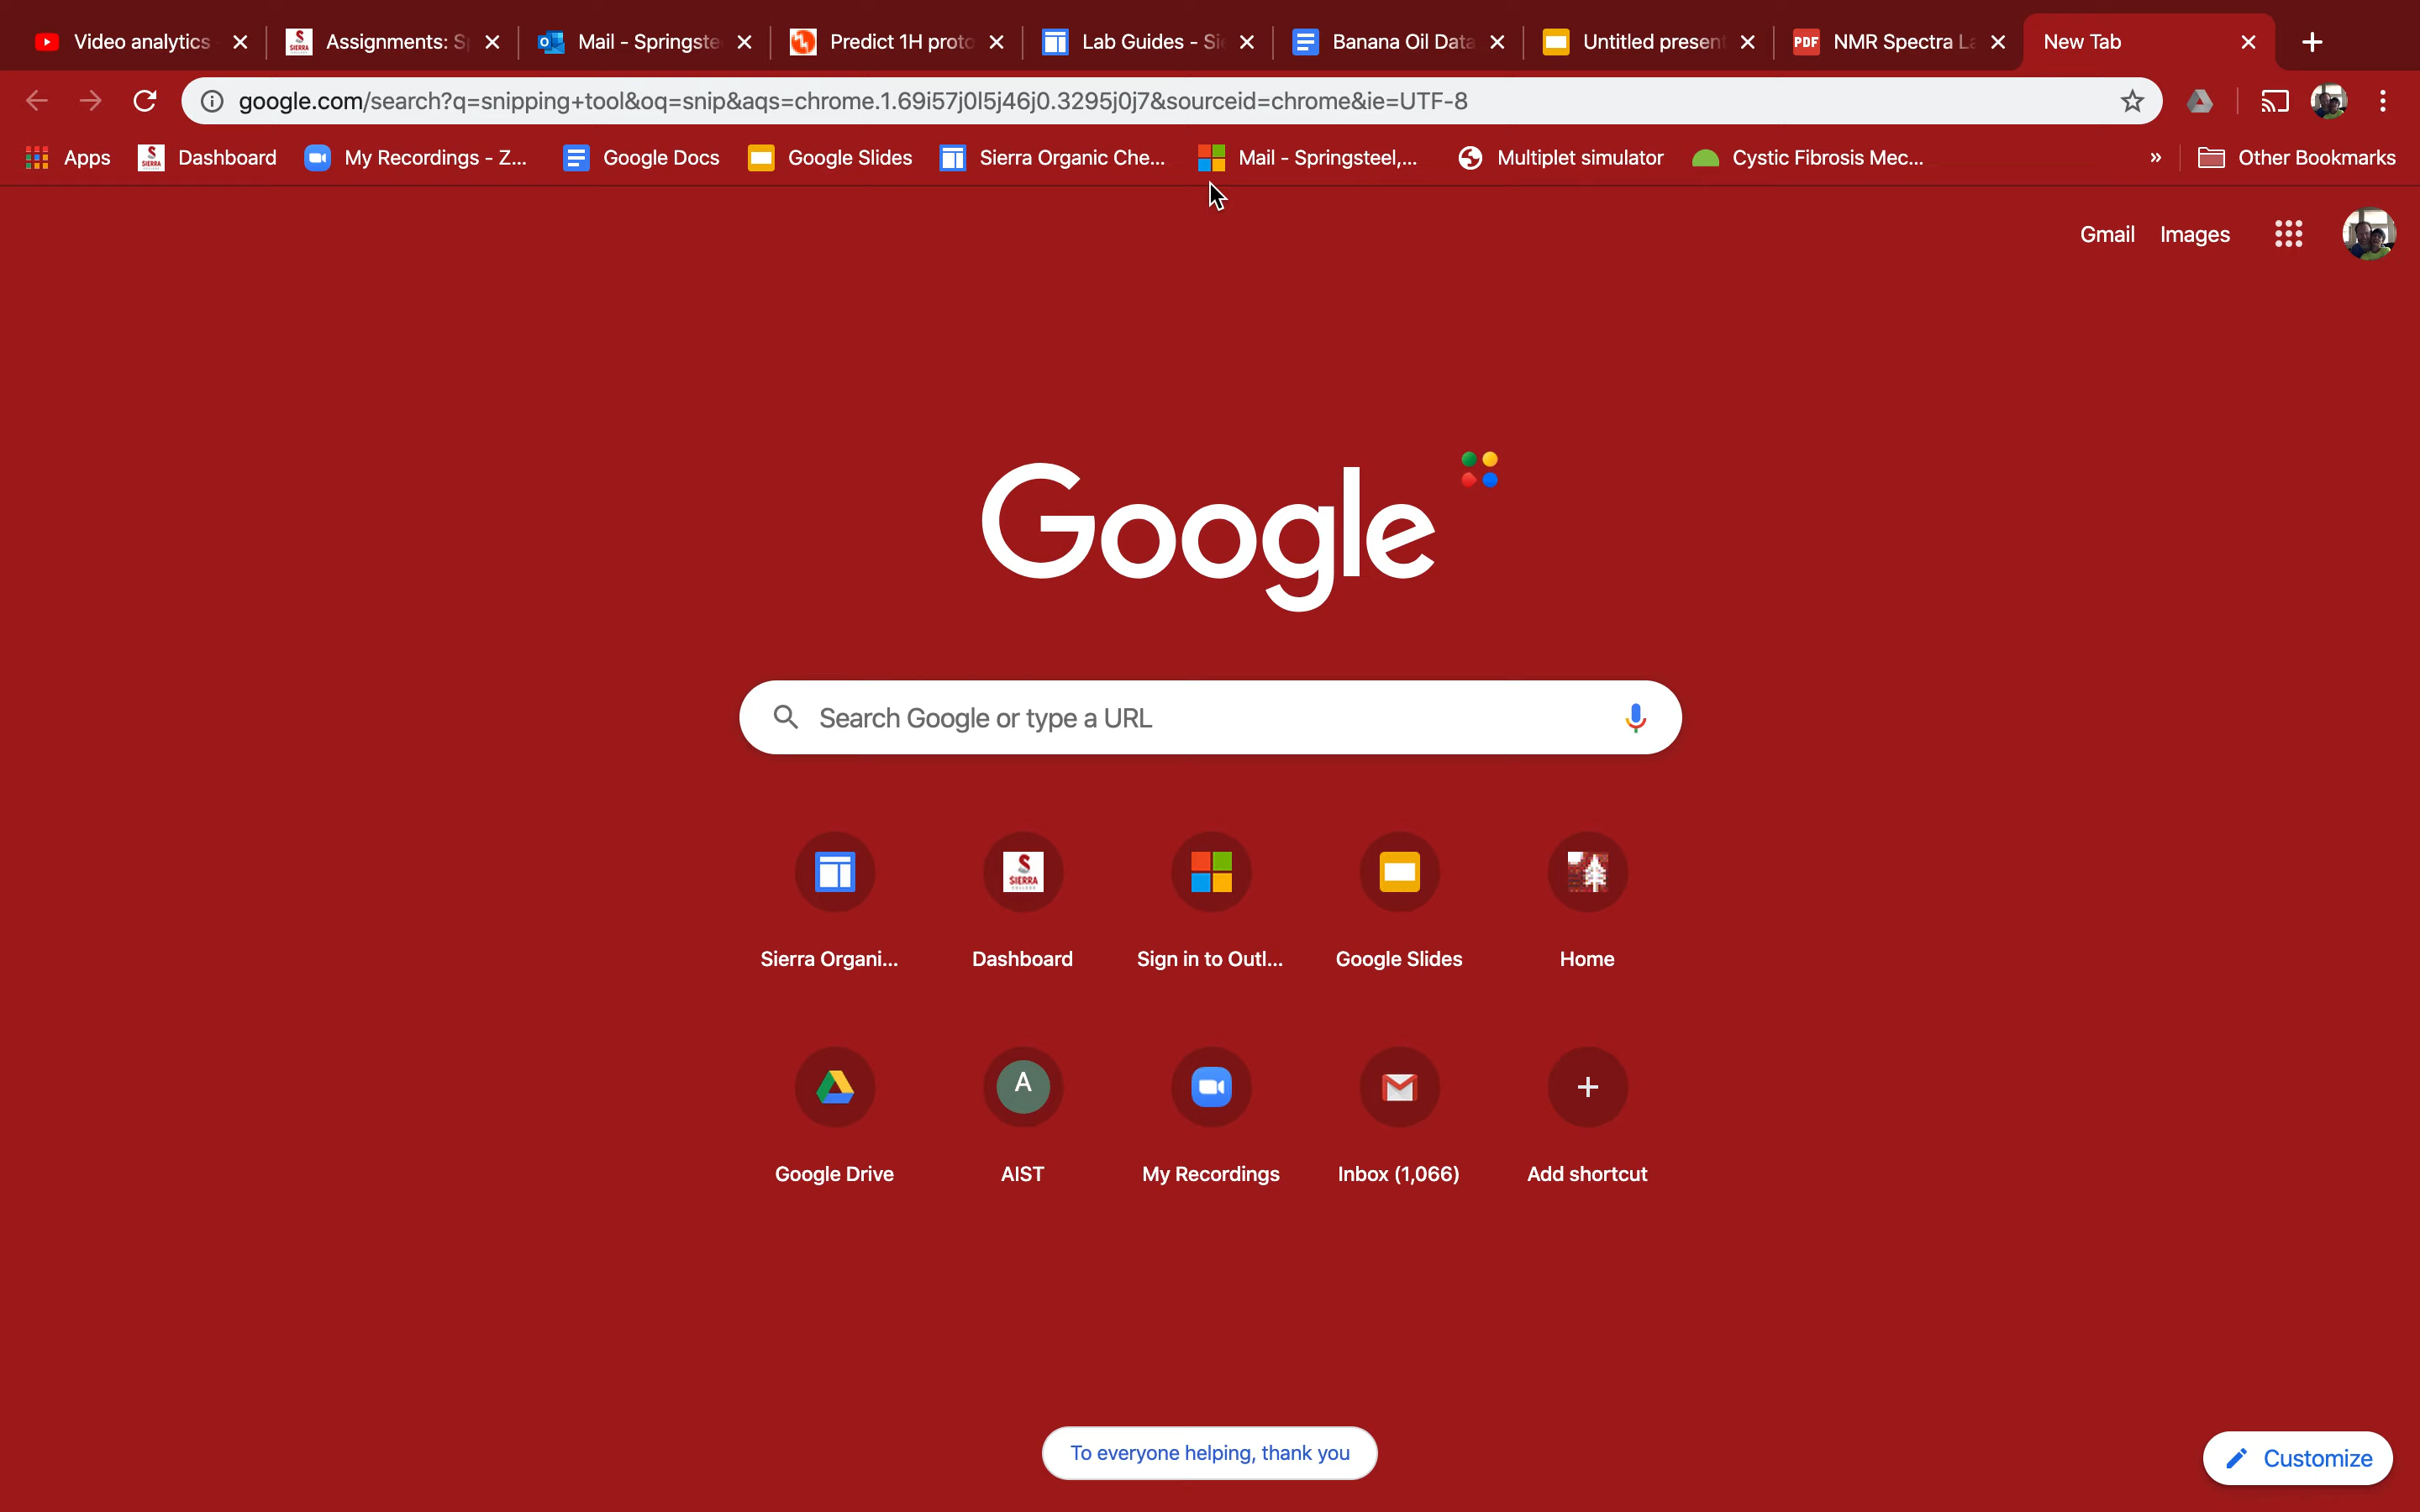 Video analytics
Assignments: S
Mail - Springste
Predict 1H proto
Lab Guides - Si
Banana Oil Data
Untitled present
PDF
NMR Spectra La
New Tab
google.com/search?q=snipping+tool&oq=snip&aqs=chrome.1.69i57j0l5j46j0.3295j0j7&sourceid=chrome&ie=UTF-8
Apps
Dashboard
My Recordings - Z...
Google Docs
Google Slides
Sierra Organic Che...
Mail - Springsteel,...
Multiplet simulator
Cystic Fibrosis Mec...
»
Other Bookmarks
Gmail
Images
Google
Search Google or type a URL
S
SIERRA
COLLEGE
Sierra Organi...
Dashboard
Sign in to Outl...
Google Slides
Home
A
Google Drive
AIST
My Recordings
Inbox (1,066)
Add shortcut
To everyone helping, thank you
Customize